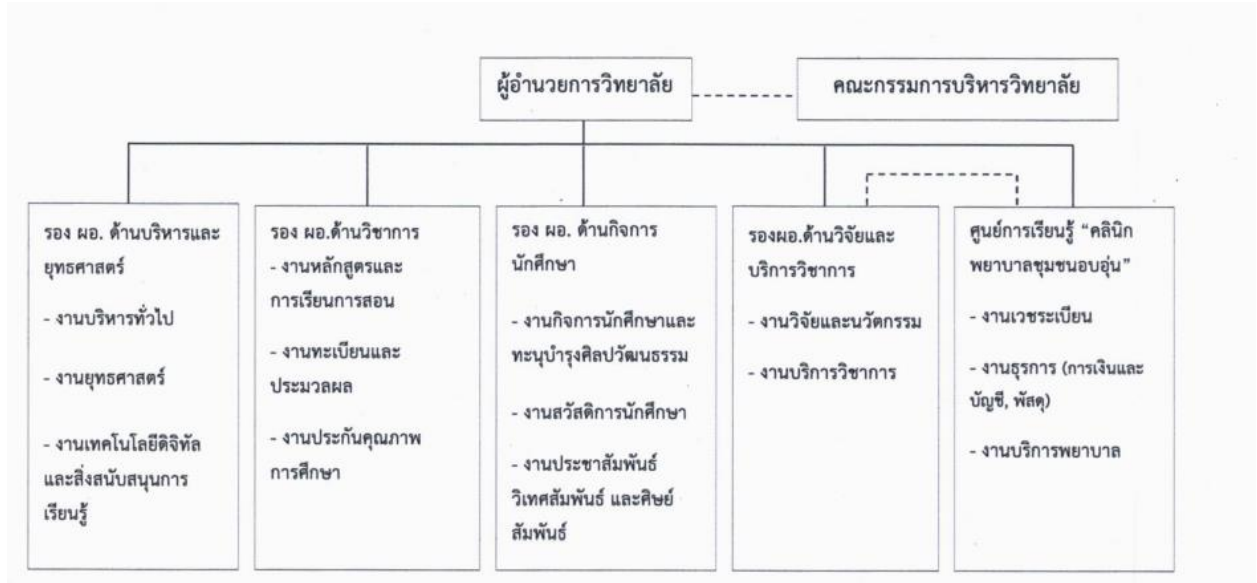 ผู้อำนวยการวิทยาลัย
คณะกรรมการบริหารวิทยาลัย
รอง ผอ. ด้านบริหารและ
ยุทธศาสตร์
- งานบริหารทั่วไป
- งานยุทธศาสตร์
- งานเทคโนโลยีดิจิทัล
และสิ่งสนับสนุนการ
เรียนรู้
รอง ผอ.ด้านวิชาการ
- งานหลักสูตรและ
การเรียนการสอน
- งานทะเบียนและ
ประมวลผล
- งานประกันคุณภาพ
การศึกษา
รอง ผอ. ด้านกิจการ
นักศึกษา
- งานกิจการนักศึกษาและ
ทะนุบำรุงศิลปวัฒนธรรม
- งานสวัสดิการนักศึกษา
- งานประชาสัมพันธ์
วิเทศสัมพันธ์ และศิษย์
สัมพันธ์
รองผอ.ด้านวิจัยและ
บริการวิชาการ
- งานวิจัยและนวัตกรรม
- งานบริการวิชาการ
ศูนย์การเรียนรู้ “คลินิก
พยาบาลชุมชนอบอุ่น”
- งานเวชระเบียน
- งานธุรการ (การเงินและ
บัญชี, พัสดุ)
- งานบริการพยาบาล